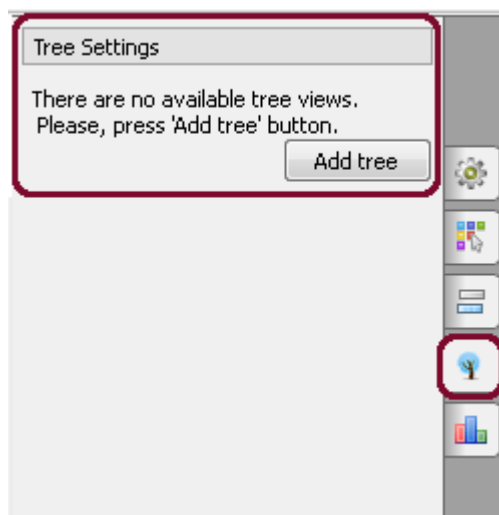 Tree Settings
There are no available tree views.
Please, press 'Add tree' button.
Add tree